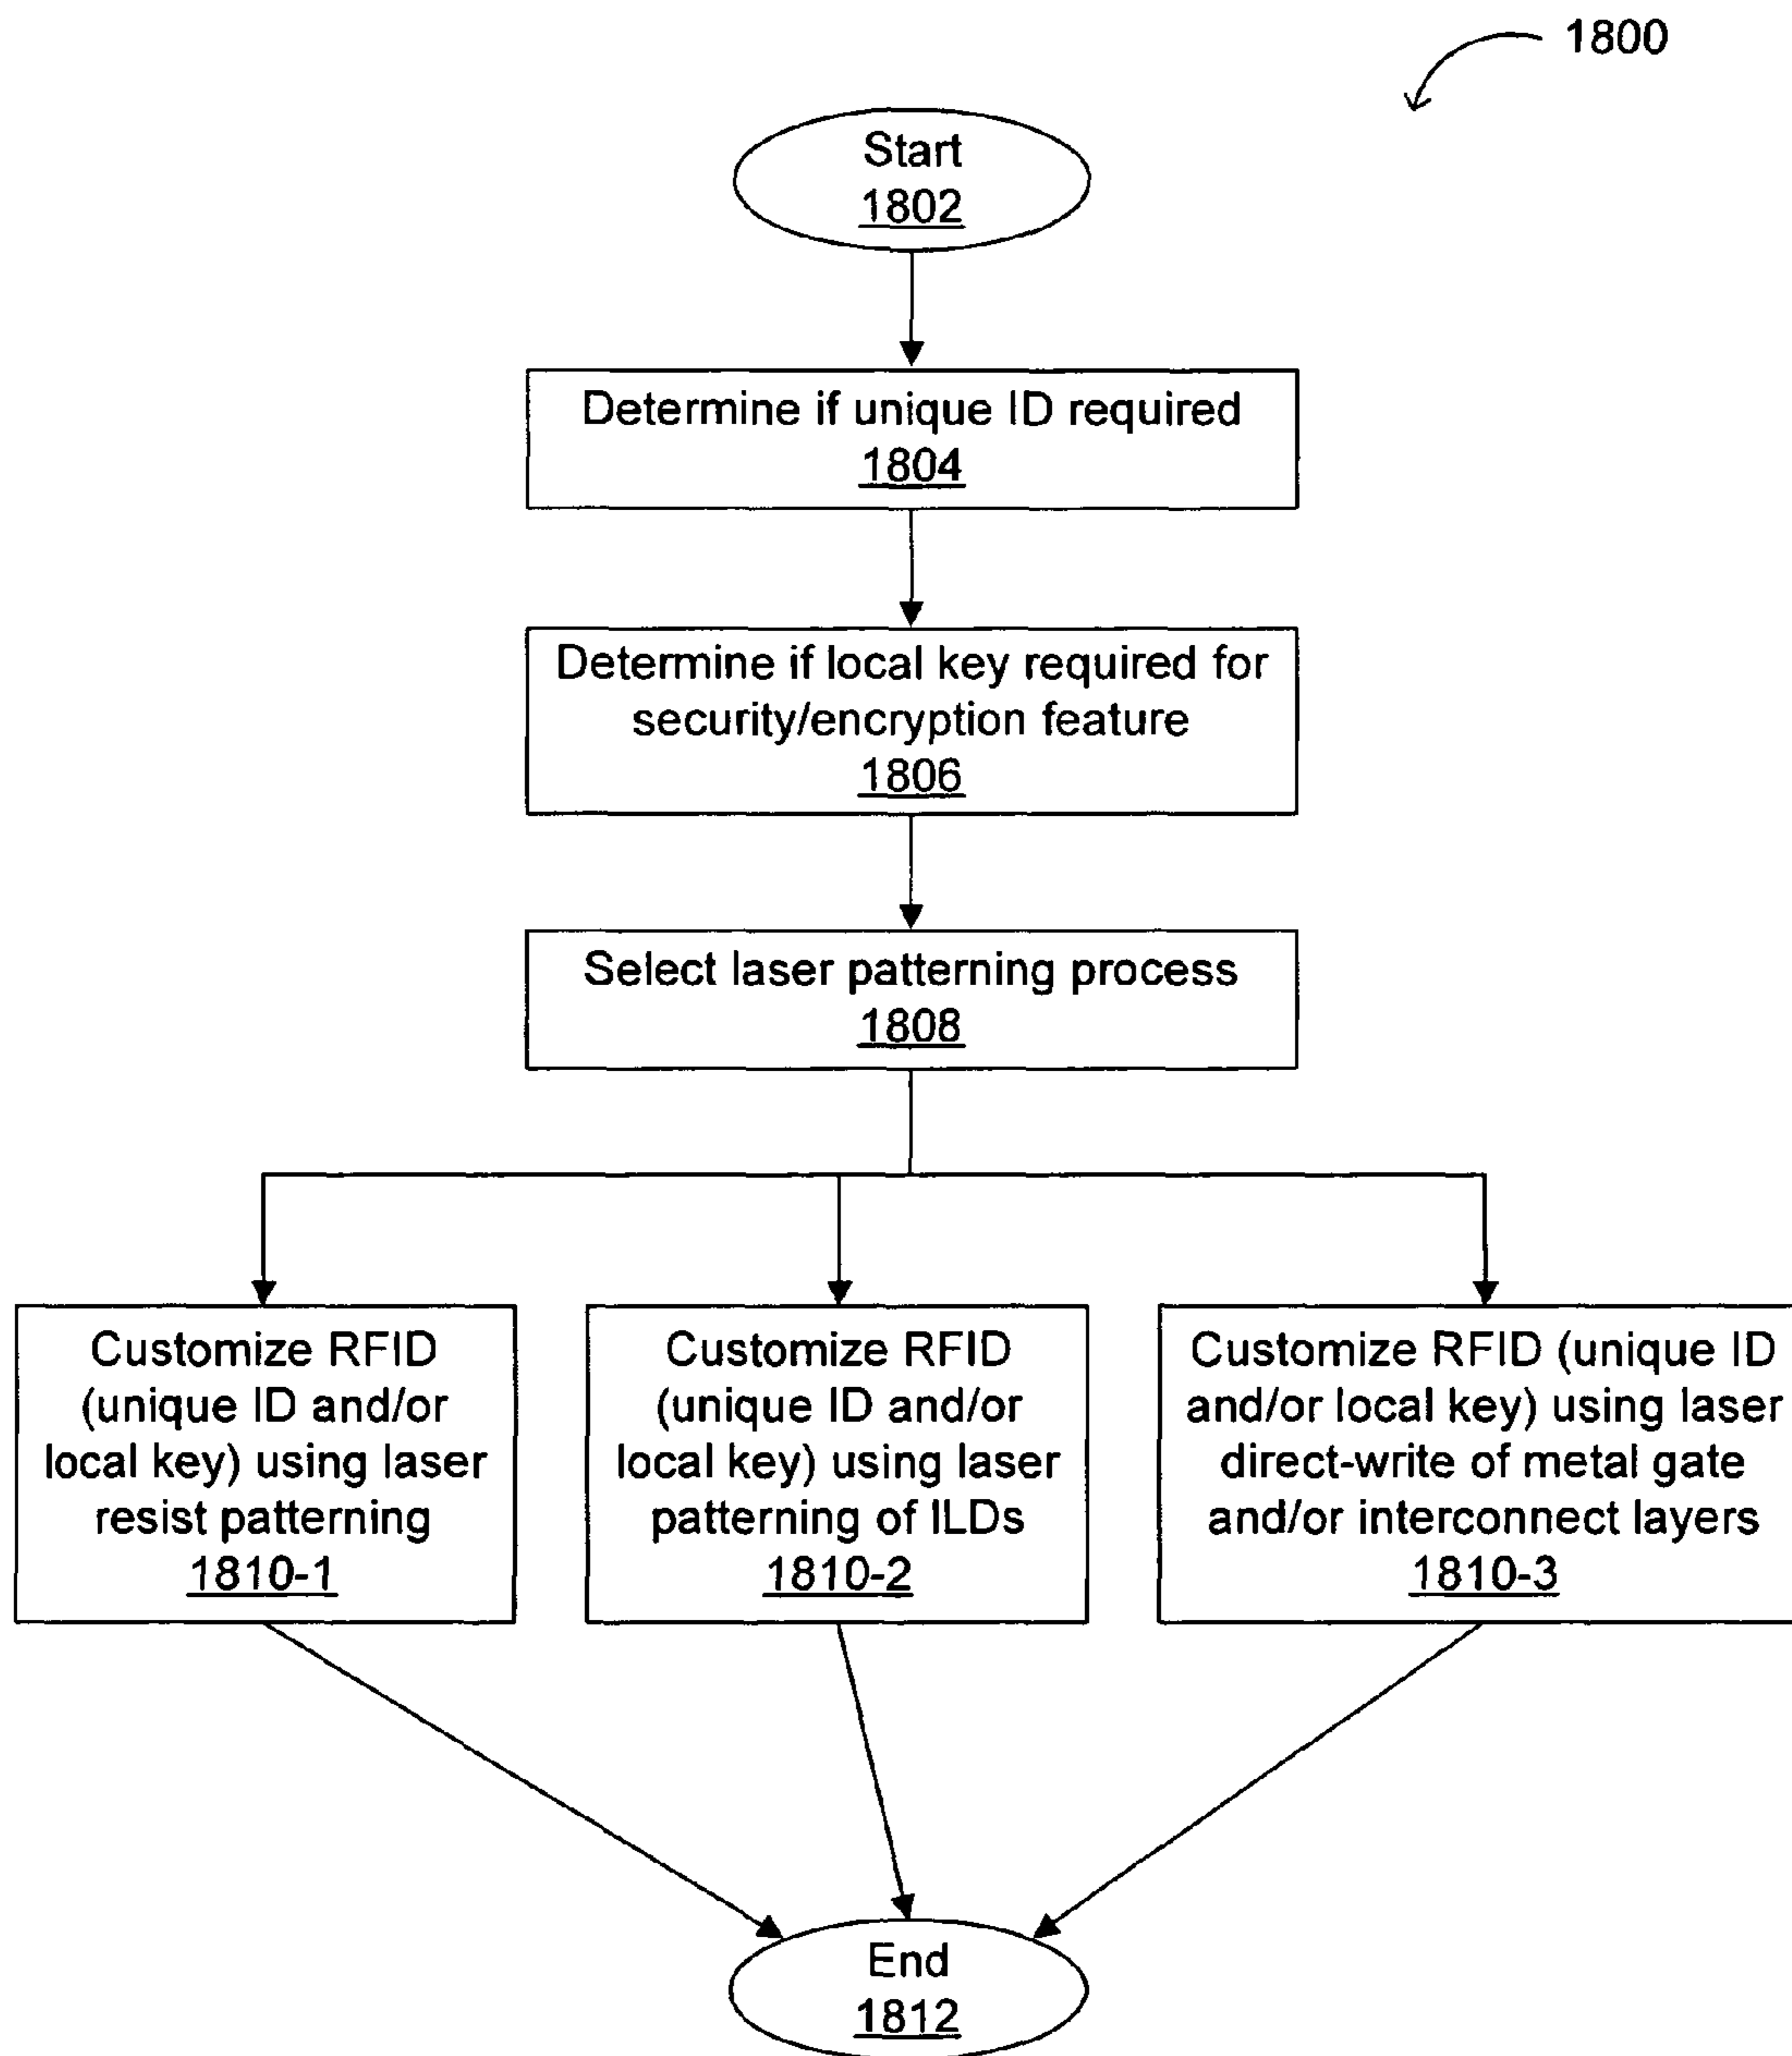 1800
Start
1802
Determine if unique ID required
1804
Determine if local key required for
security/encryption feature
1806
Select laser patterning process
1808
Customize RFID
(unique ID and/or
local key) using laser
resist patterning
1810-1
Customize RFID
(unique ID and/or
local key) using laser
patterning of ILDs
1810-2
Customize RFID (unique ID
and/or local key) using laser
direct-write of metal gate
and/or interconnect layers
1810-3
End
1812